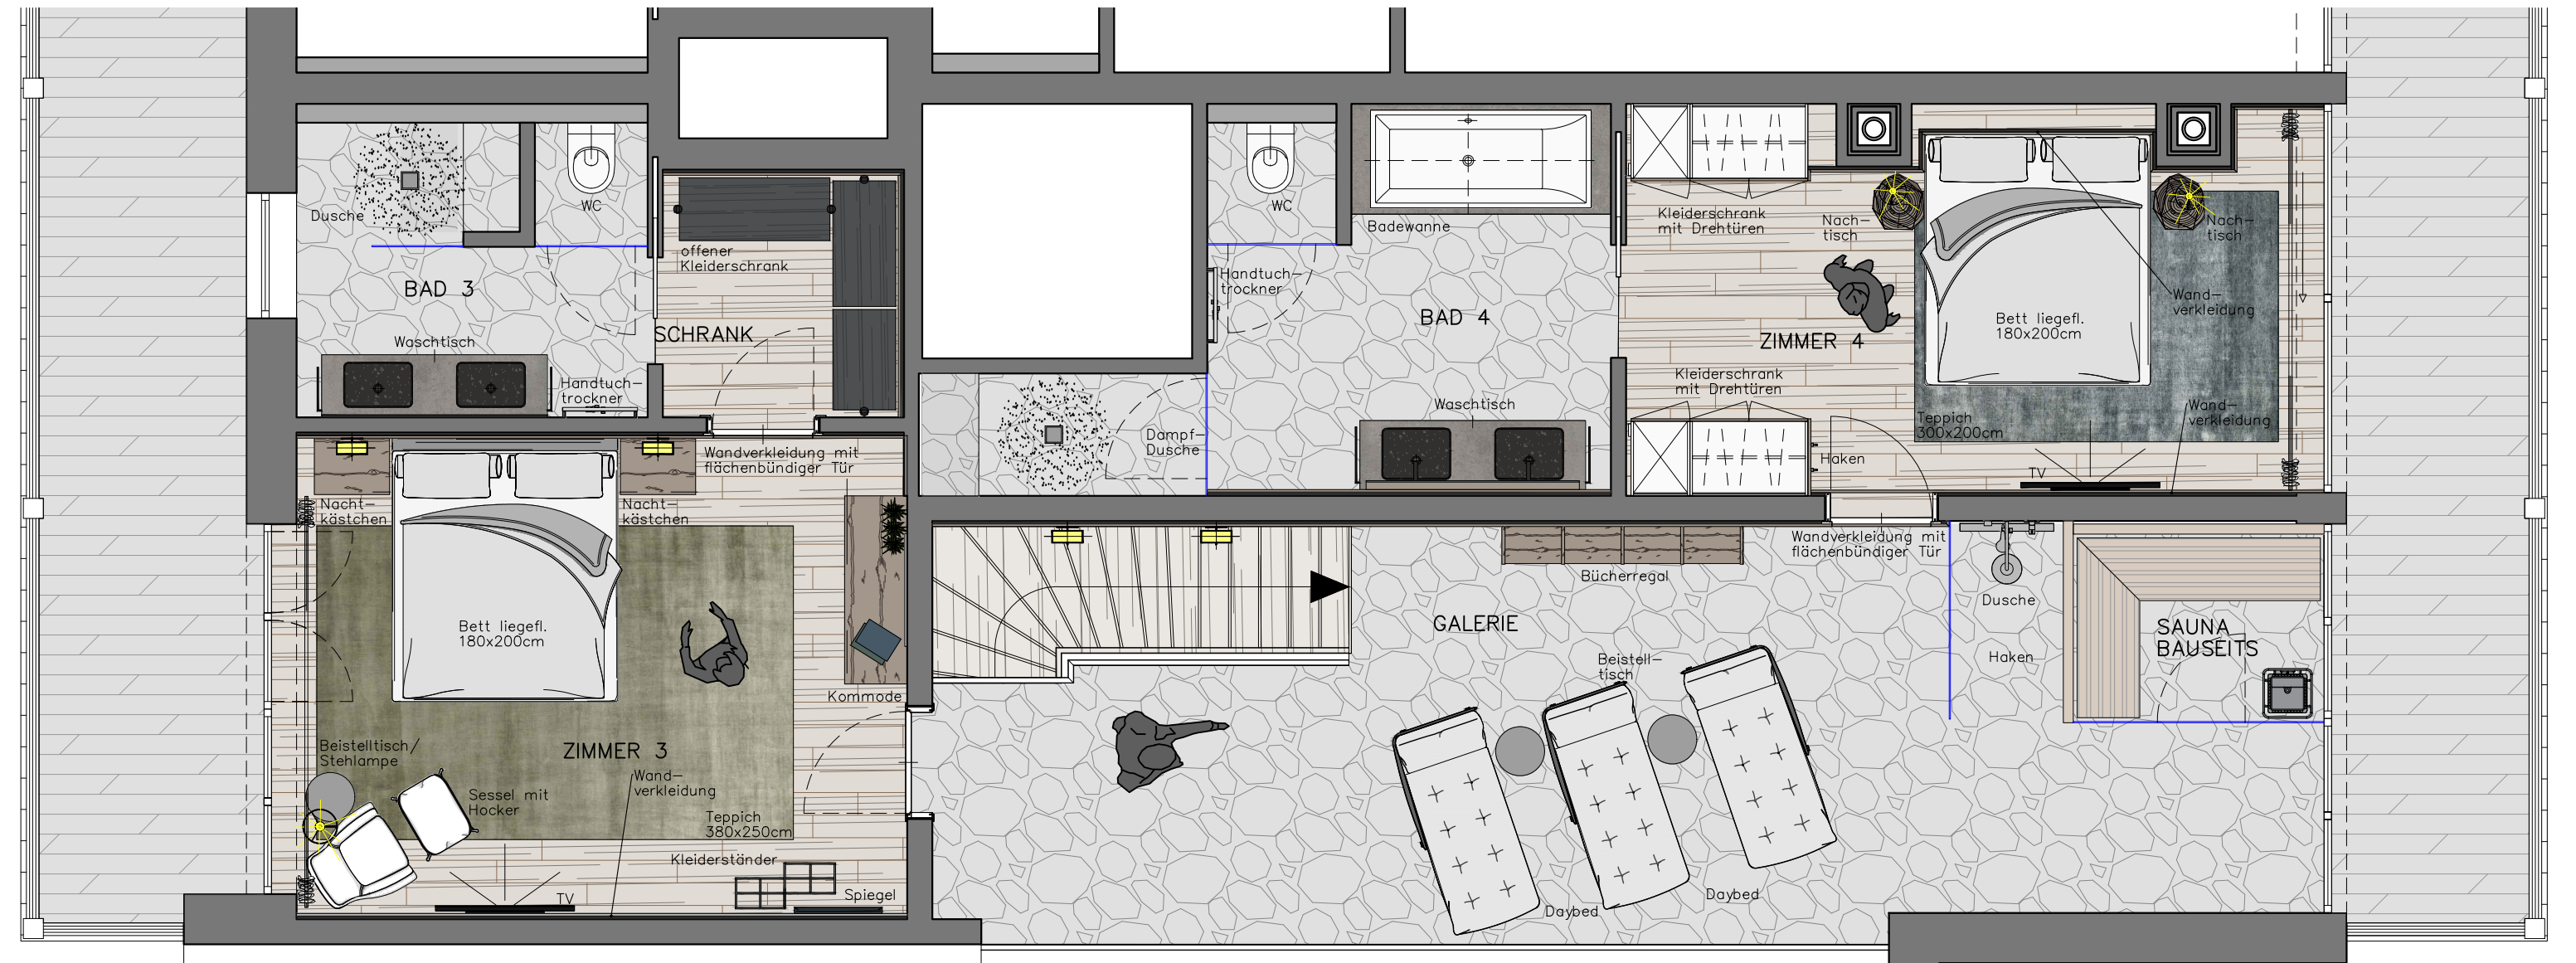 Dusche
WC
BAD 3
Waschtisch
Handtuch–
trockner
offener
Kleiderschrank
SCHRANK
Wandverkleidung mit
flächenbündiger Tür
Nacht–
kästchen
Nacht–
kästchen
Bett liegefl.
180x200cm
Kommode
ZIMMER 3
Beistelltisch/
Stehlampe
Sessel mit
Hocker
Wand–
verkleidung
Teppich
380x250cm
Kleiderständer
TV
Spiegel
WC
Badewanne
Handtuch–
trockner
BAD 4
Waschtisch
Dampf–
Dusche
Kleiderschrank
mit Drehtüren
Nach–
tisch
Nach–
tisch
Wand–
verkleidung
Bett liegefl.
180x200cm
ZIMMER 4
Kleiderschrank
mit Drehtüren
Teppich
300x200cm
Wand–
verkleidung
Haken
TV
Wandverkleidung mit
flächenbündiger Tür
Bücherregal
GALERIE
Beistell–
tisch
Daybed
Daybed
Dusche
Haken
SAUNA
BAUSEITS